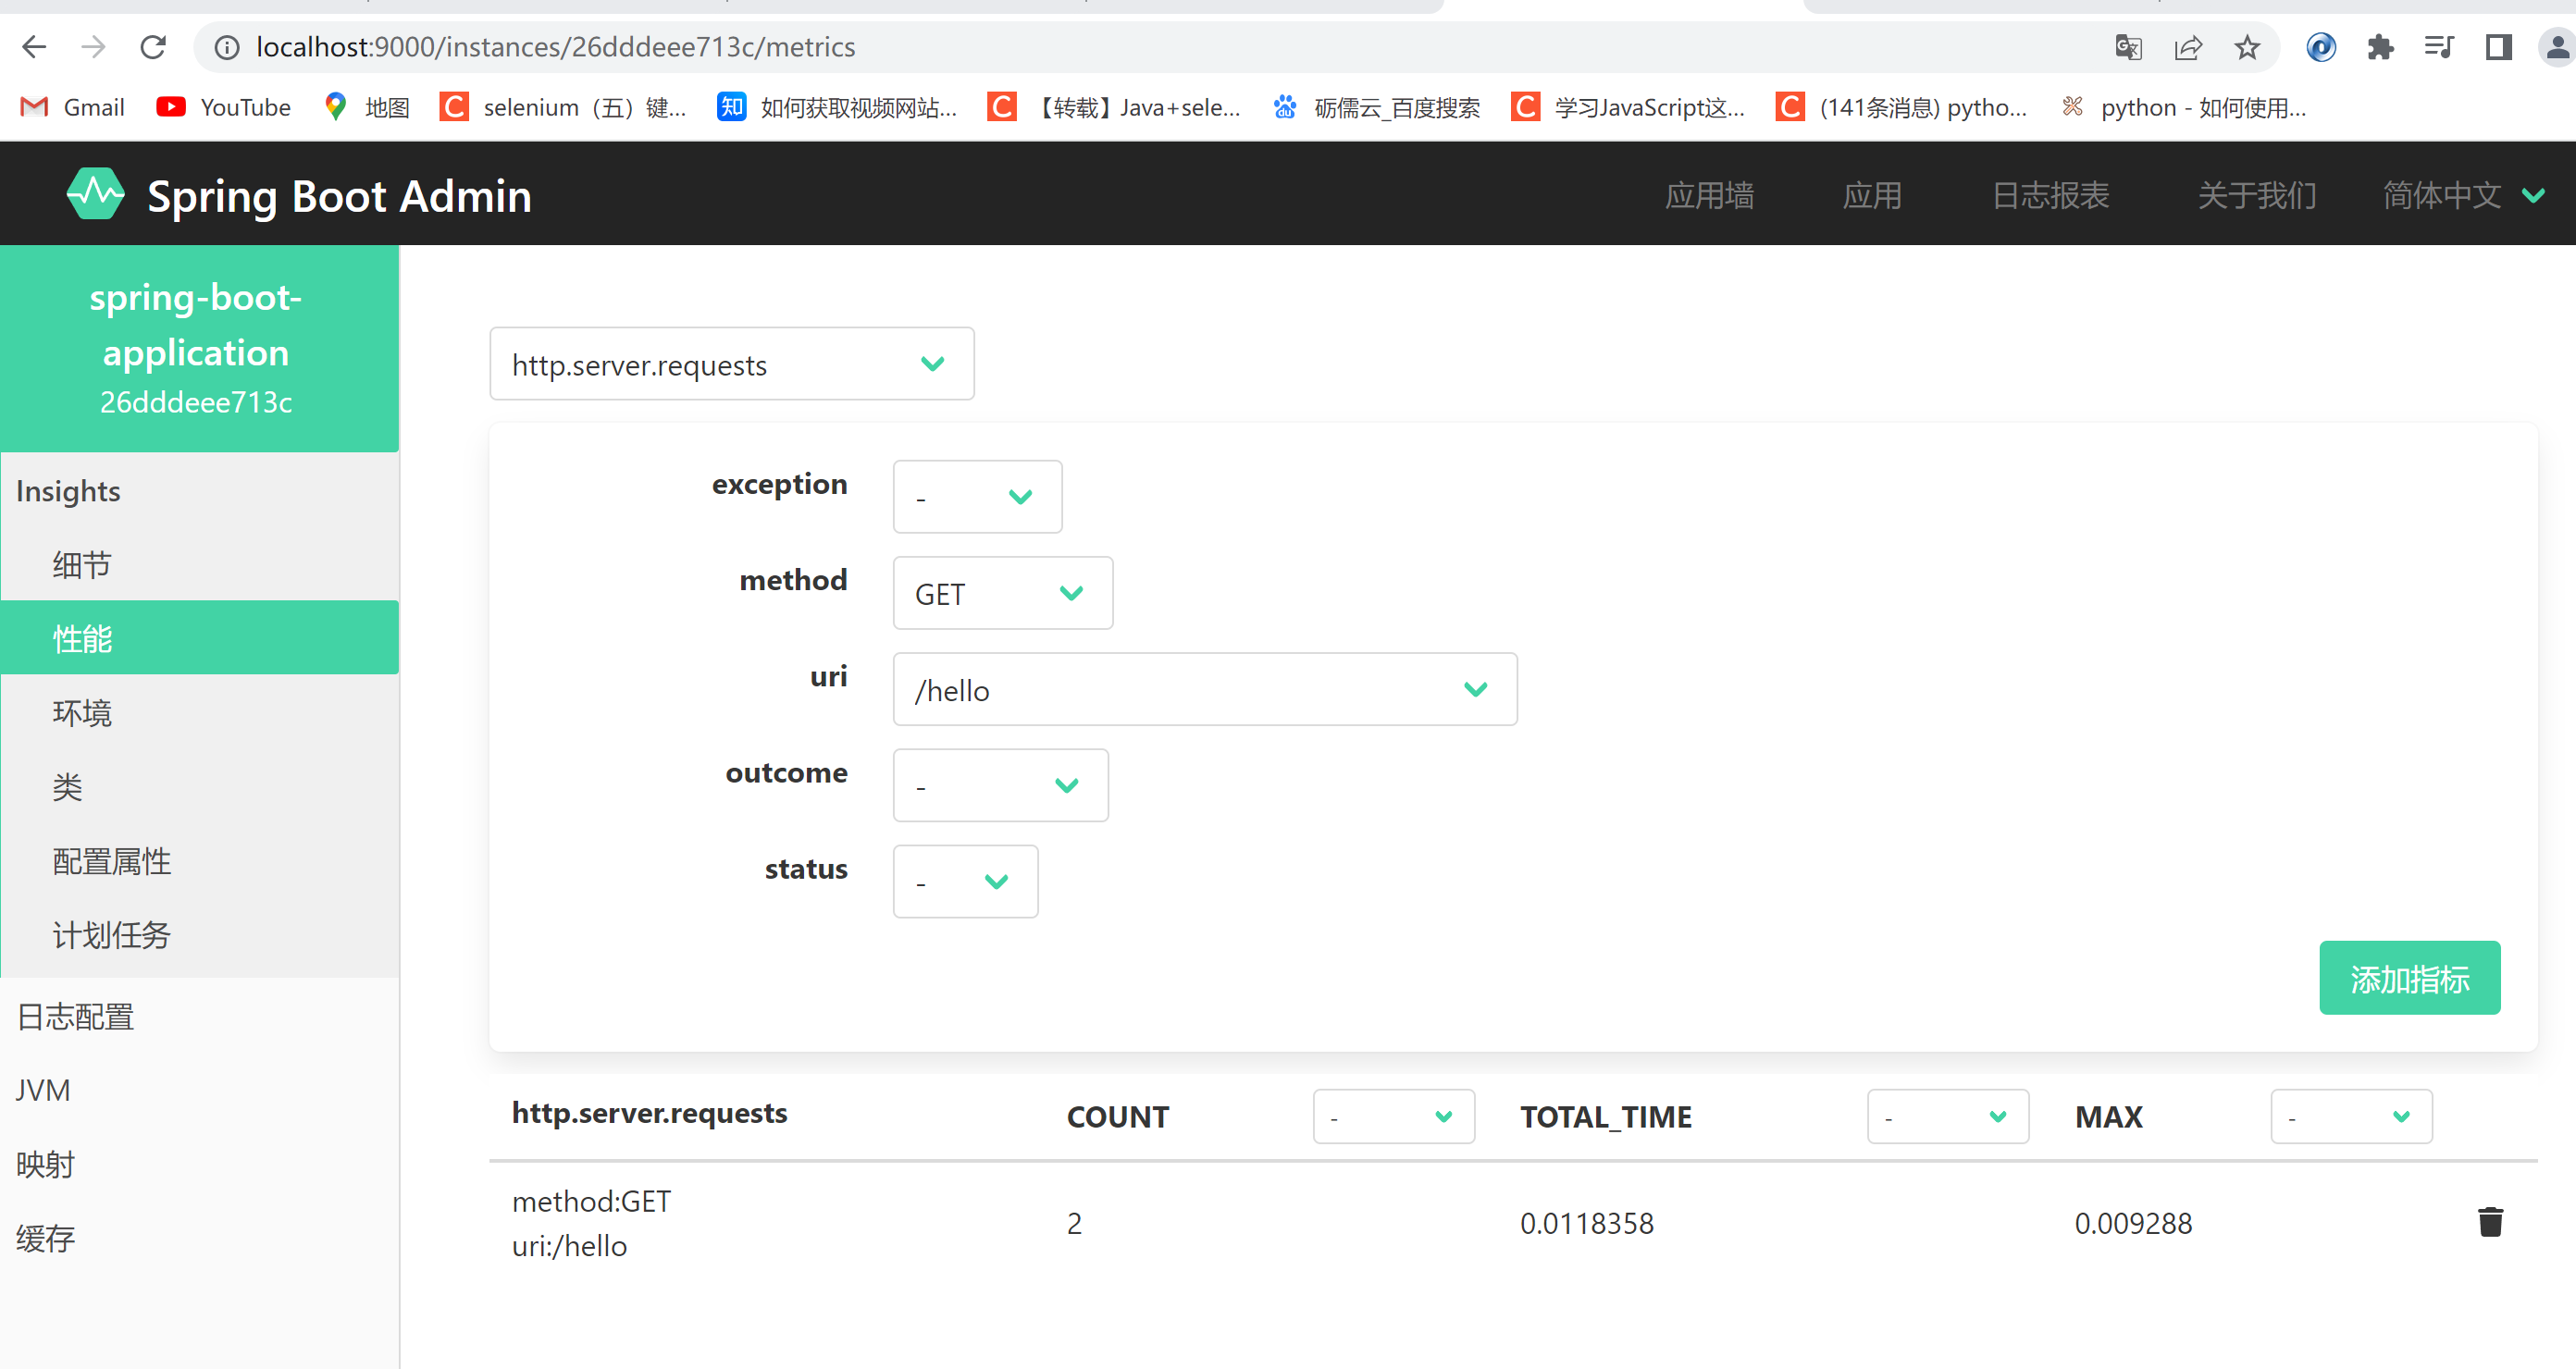 localhost:9000/instances/26dddeee713c/metrics
Gmail YouTube 地图 selenium（五）键... 如何获取视频网站... 【转载】Java+sele... 砺儒云_百度搜索 学习JavaScript这... (141条消息) pytho... python - 如何使用...
Spring Boot Admin 应用墙 应用 日志报表 关于我们 简体中文
spring-boot-
application
26dddeee713c
Insights
细节
性能
环境
类
配置属性
计划任务
日志配置
JVM
映射
缓存
http.server.requests
exception -
method GET
uri /hello
outcome -
status -
添加指标
http.server.requests COUNT - TOTAL_TIME - MAX -
method:GET
uri:/hello
2 0.0118358 0.009288